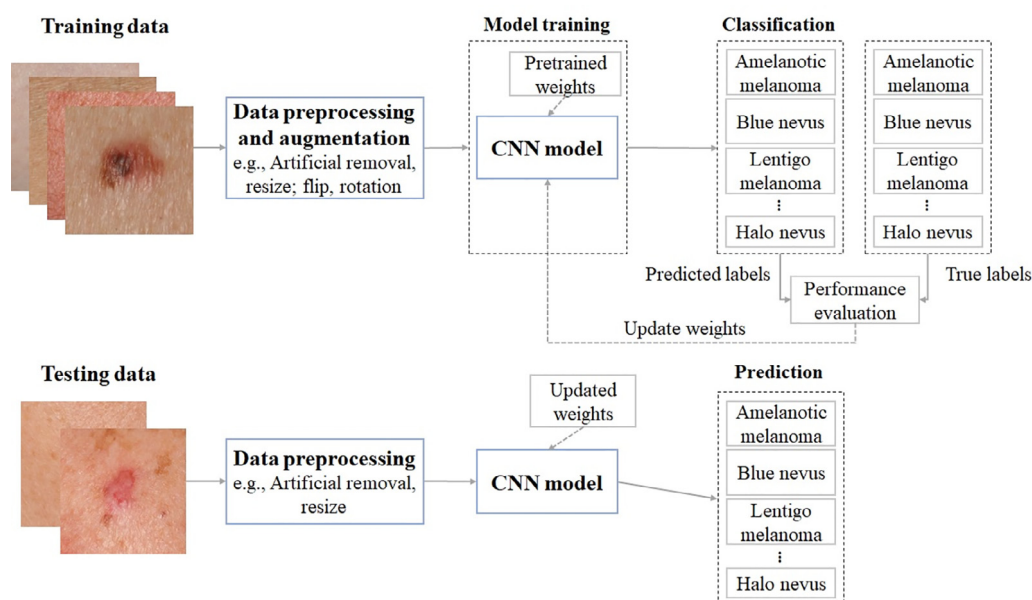 Training data
Data preprocessing
and augmentation
e.g., Artificial removal,
resize; flip, rotation
Model training
Pretrained
weights
CNN model
Classification
Amelanotic
melanoma
Blue nevus
Lentigo
melanoma
⋮
Halo nevus
Amelanotic
melanoma
Blue nevus
Lentigo
melanoma
⋮
Halo nevus
Predicted labels
True labels
Performance
evaluation
Update weights
Testing data
Data preprocessing
e.g., Artificial removal,
resize
Updated
weights
CNN model
Prediction
Amelanotic
melanoma
Blue nevus
Lentigo
melanoma
⋮
Halo nevus